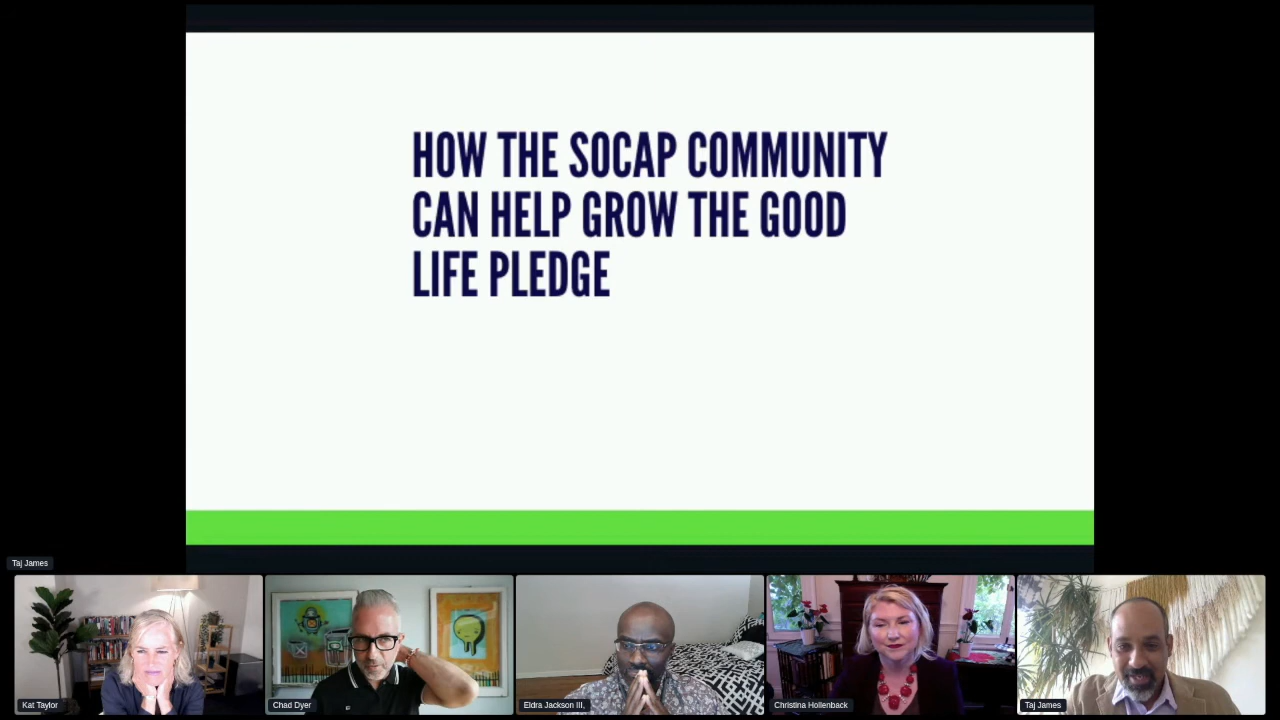 HOW THE SOCAP COMMUNITY
CAN HELP GROW THE GOOD
LIFE PLEDGE
Taj James
Kat Taylor
Chad Dyer
Eldra Jackson III,
Christina Hollenback
Taj James